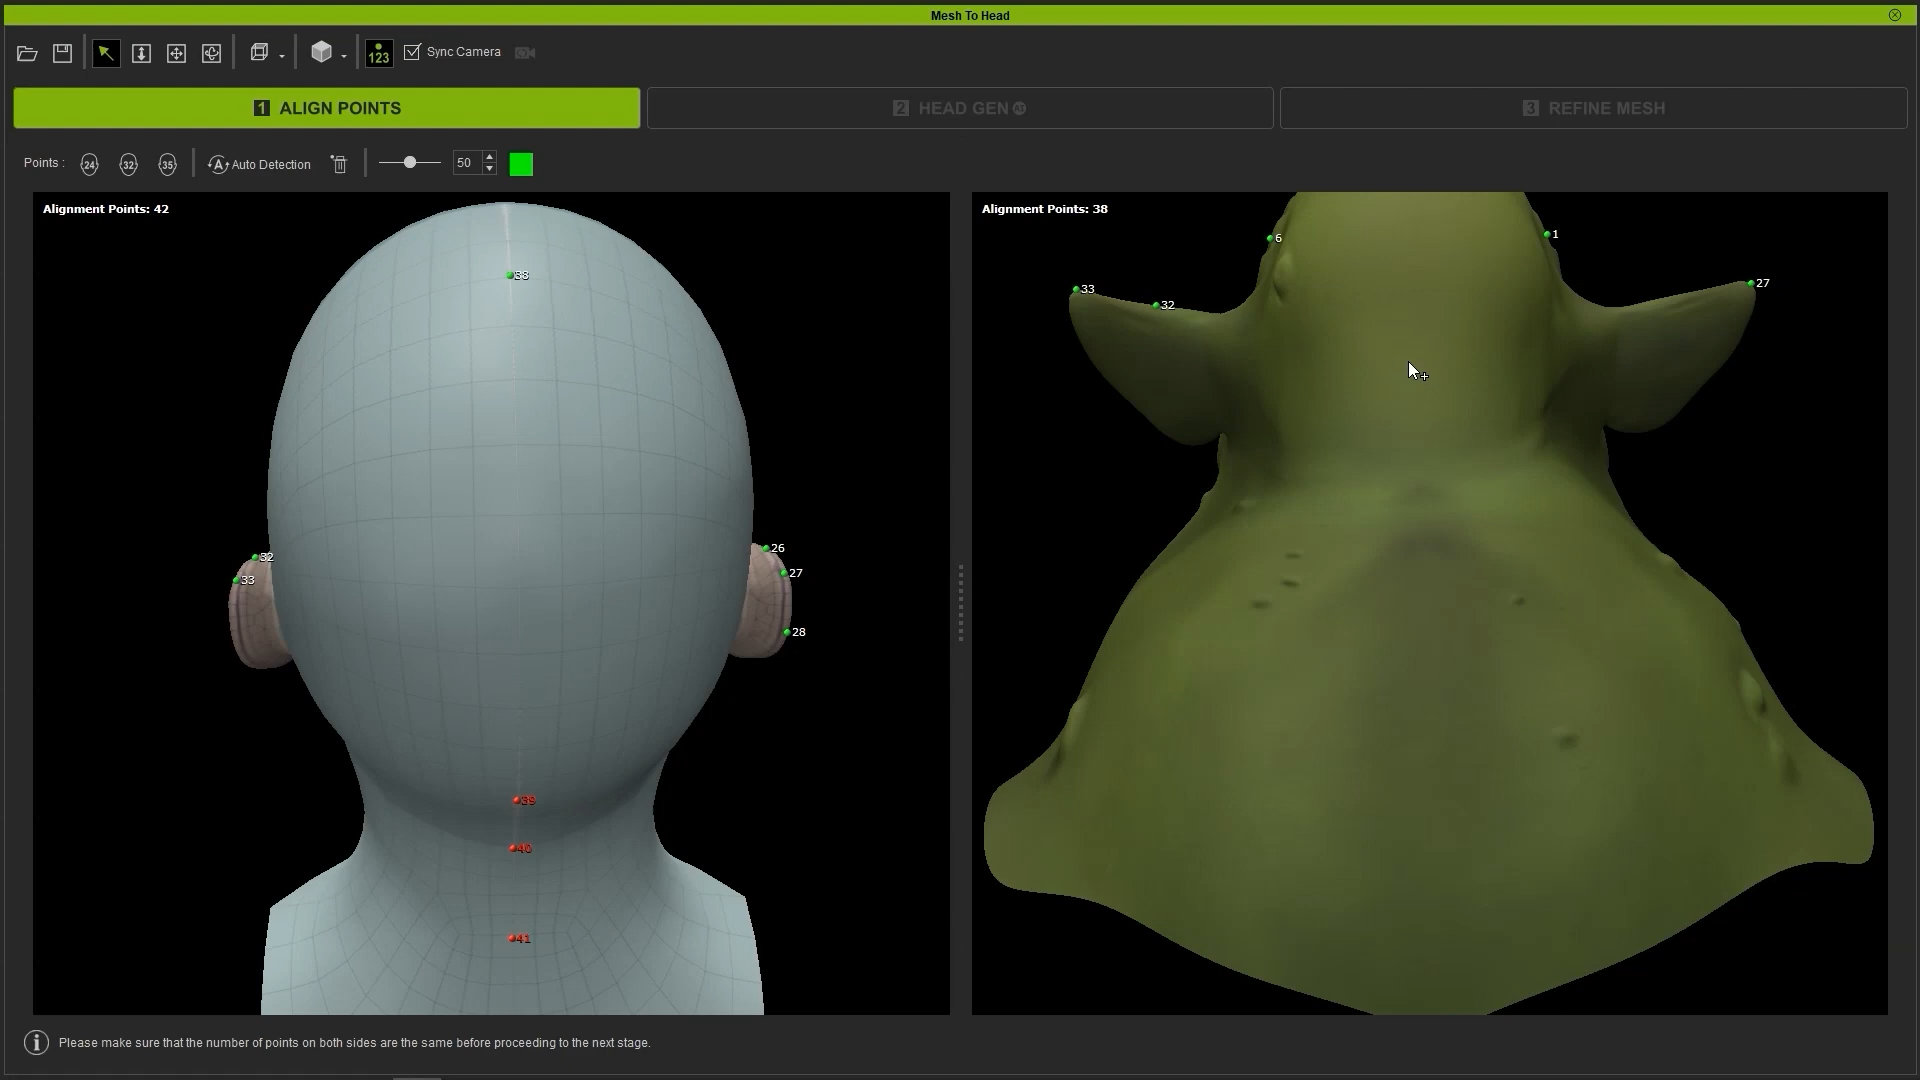 Mesh To Head
123
Sync Camera
1 ALIGN POINTS
2 HEAD GEN
3 REFINE MESH
Points :
24
32
35
A Auto Detection
50
Alignment Points: 42
38
32
33
26
27
28
39
40
41
Alignment Points: 38
6
1
33
32
27
Please make sure that the number of points on both sides are the same before proceeding to the next stage.